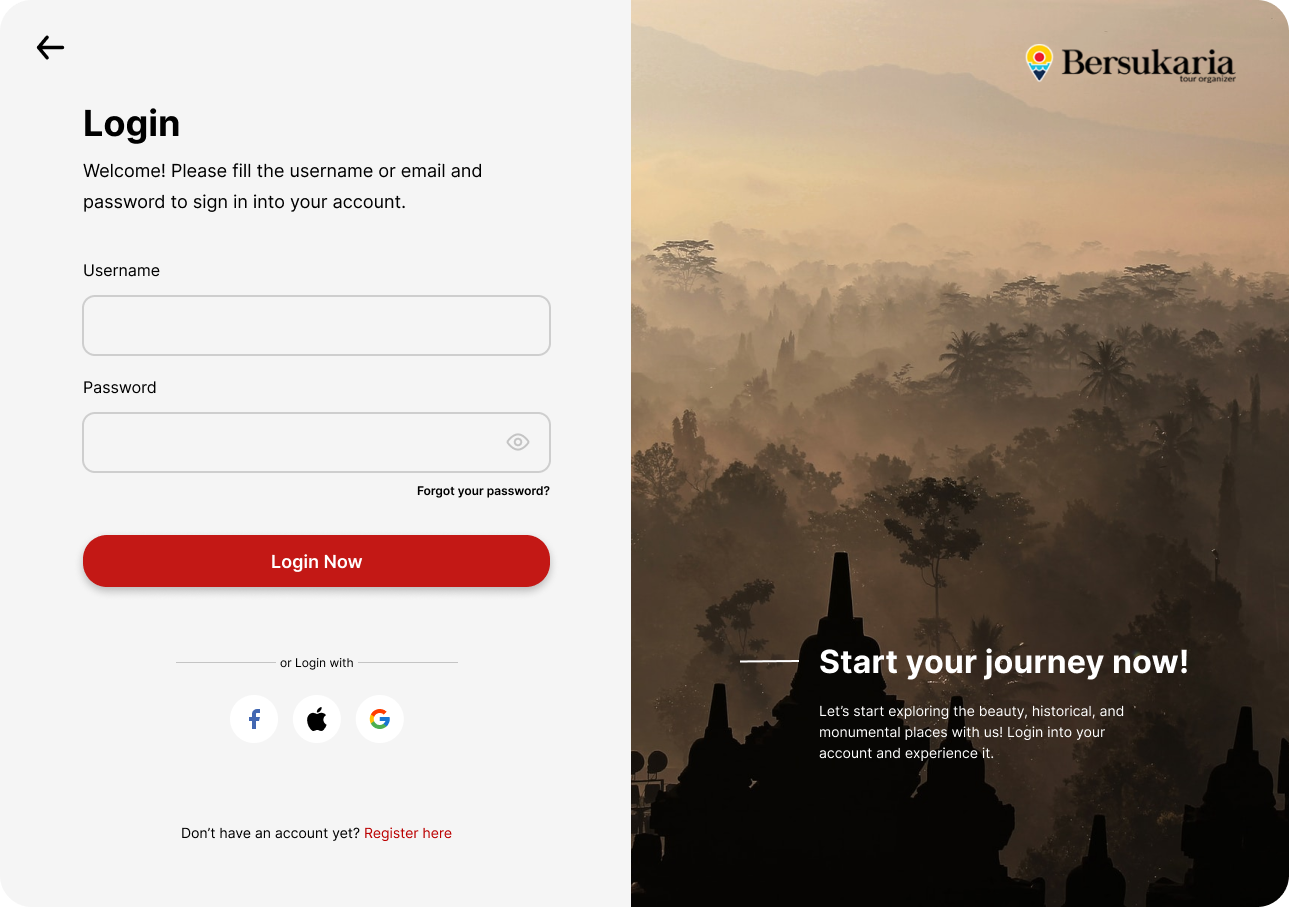 Login
Welcome! Please fill the username or email and
password to sign in into your account.
Username
Password
Forgot your password?
Login Now
or Login with
Don’t have an account yet? Register here
Bersukaria
tour organizer
Start your journey now!
Let’s start exploring the beauty, historical, and
monumental places with us! Login into your
account and experience it.